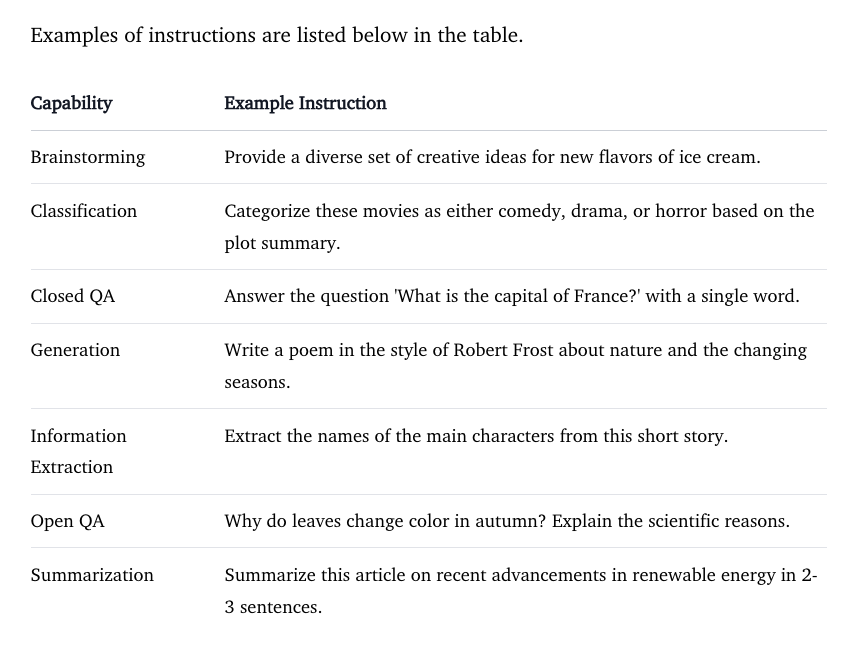 Examples of instructions are listed below in the table.
Capability Example Instruction
Brainstorming Provide a diverse set of creative ideas for new flavors of ice cream.
Classification Categorize these movies as either comedy, drama, or horror based on the
plot summary.
Closed QA Answer the question 'What is the capital of France?' with a single word.
Generation Write a poem in the style of Robert Frost about nature and the changing
seasons.
Information Extract the names of the main characters from this short story.
Extraction
Open QA Why do leaves change color in autumn? Explain the scientific reasons.
Summarization Summarize this article on recent advancements in renewable energy in 2-
3 sentences.